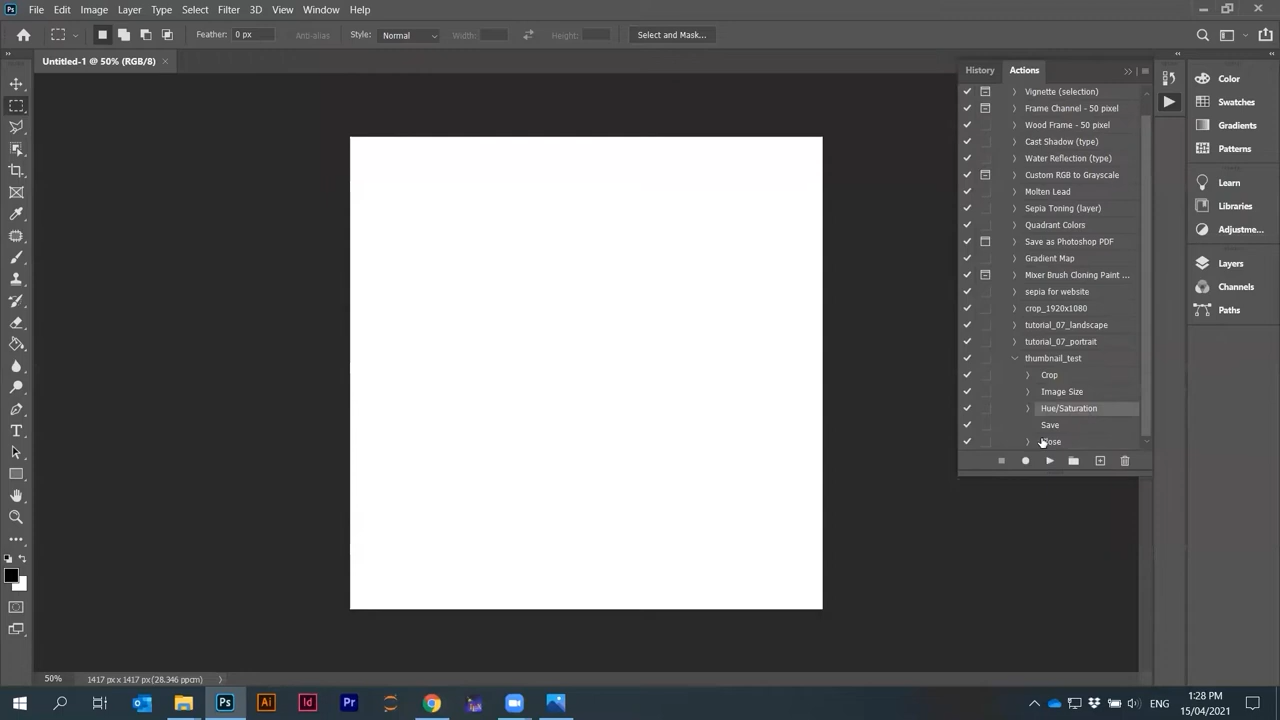 Ps File Edit Image Layer Type Select Filter 3D View Window Help
Feather: 0 px Anti-alias Style: Normal Width: Height: Select and Mask...
Untitled-1 @ 50% (RGB/8)
History Actions
Vignette (selection)
Frame Channel - 50 pixel
Wood Frame - 50 pixel
Cast Shadow (type)
Water Reflection (type)
Custom RGB to Grayscale
Molten Lead
Sepia Toning (layer)
Quadrant Colors
Save as Photoshop PDF
Gradient Map
Mixer Brush Cloning Paint ...
sepia for website
crop_1920x1080
tutorial_07_landscape
tutorial_07_portrait
thumbnail_test
Crop
Image Size
Hue/Saturation
Save
Close
Color
Swatches
Gradients
Patterns
Learn
Libraries
Adjustme...
Layers
Channels
Paths
50% 1417 px x 1417 px (28.346 ppcm)
Ps Ai Id Pr
ENG
1:28 PM
15/04/2021